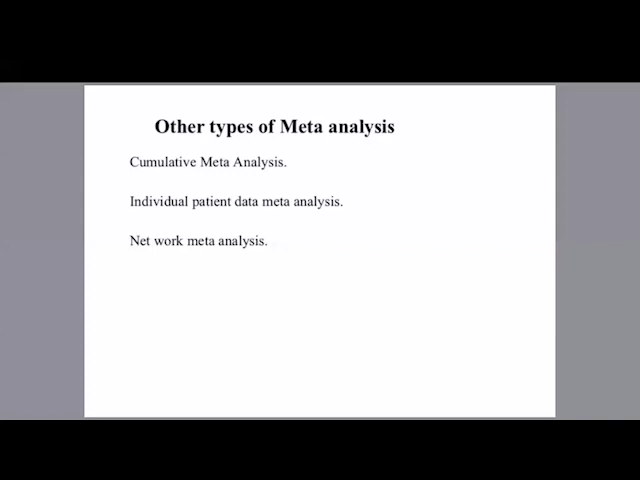 Other types of Meta analysis
Cumulative Meta Analysis.
Individual patient data meta analysis.
Net work meta analysis.